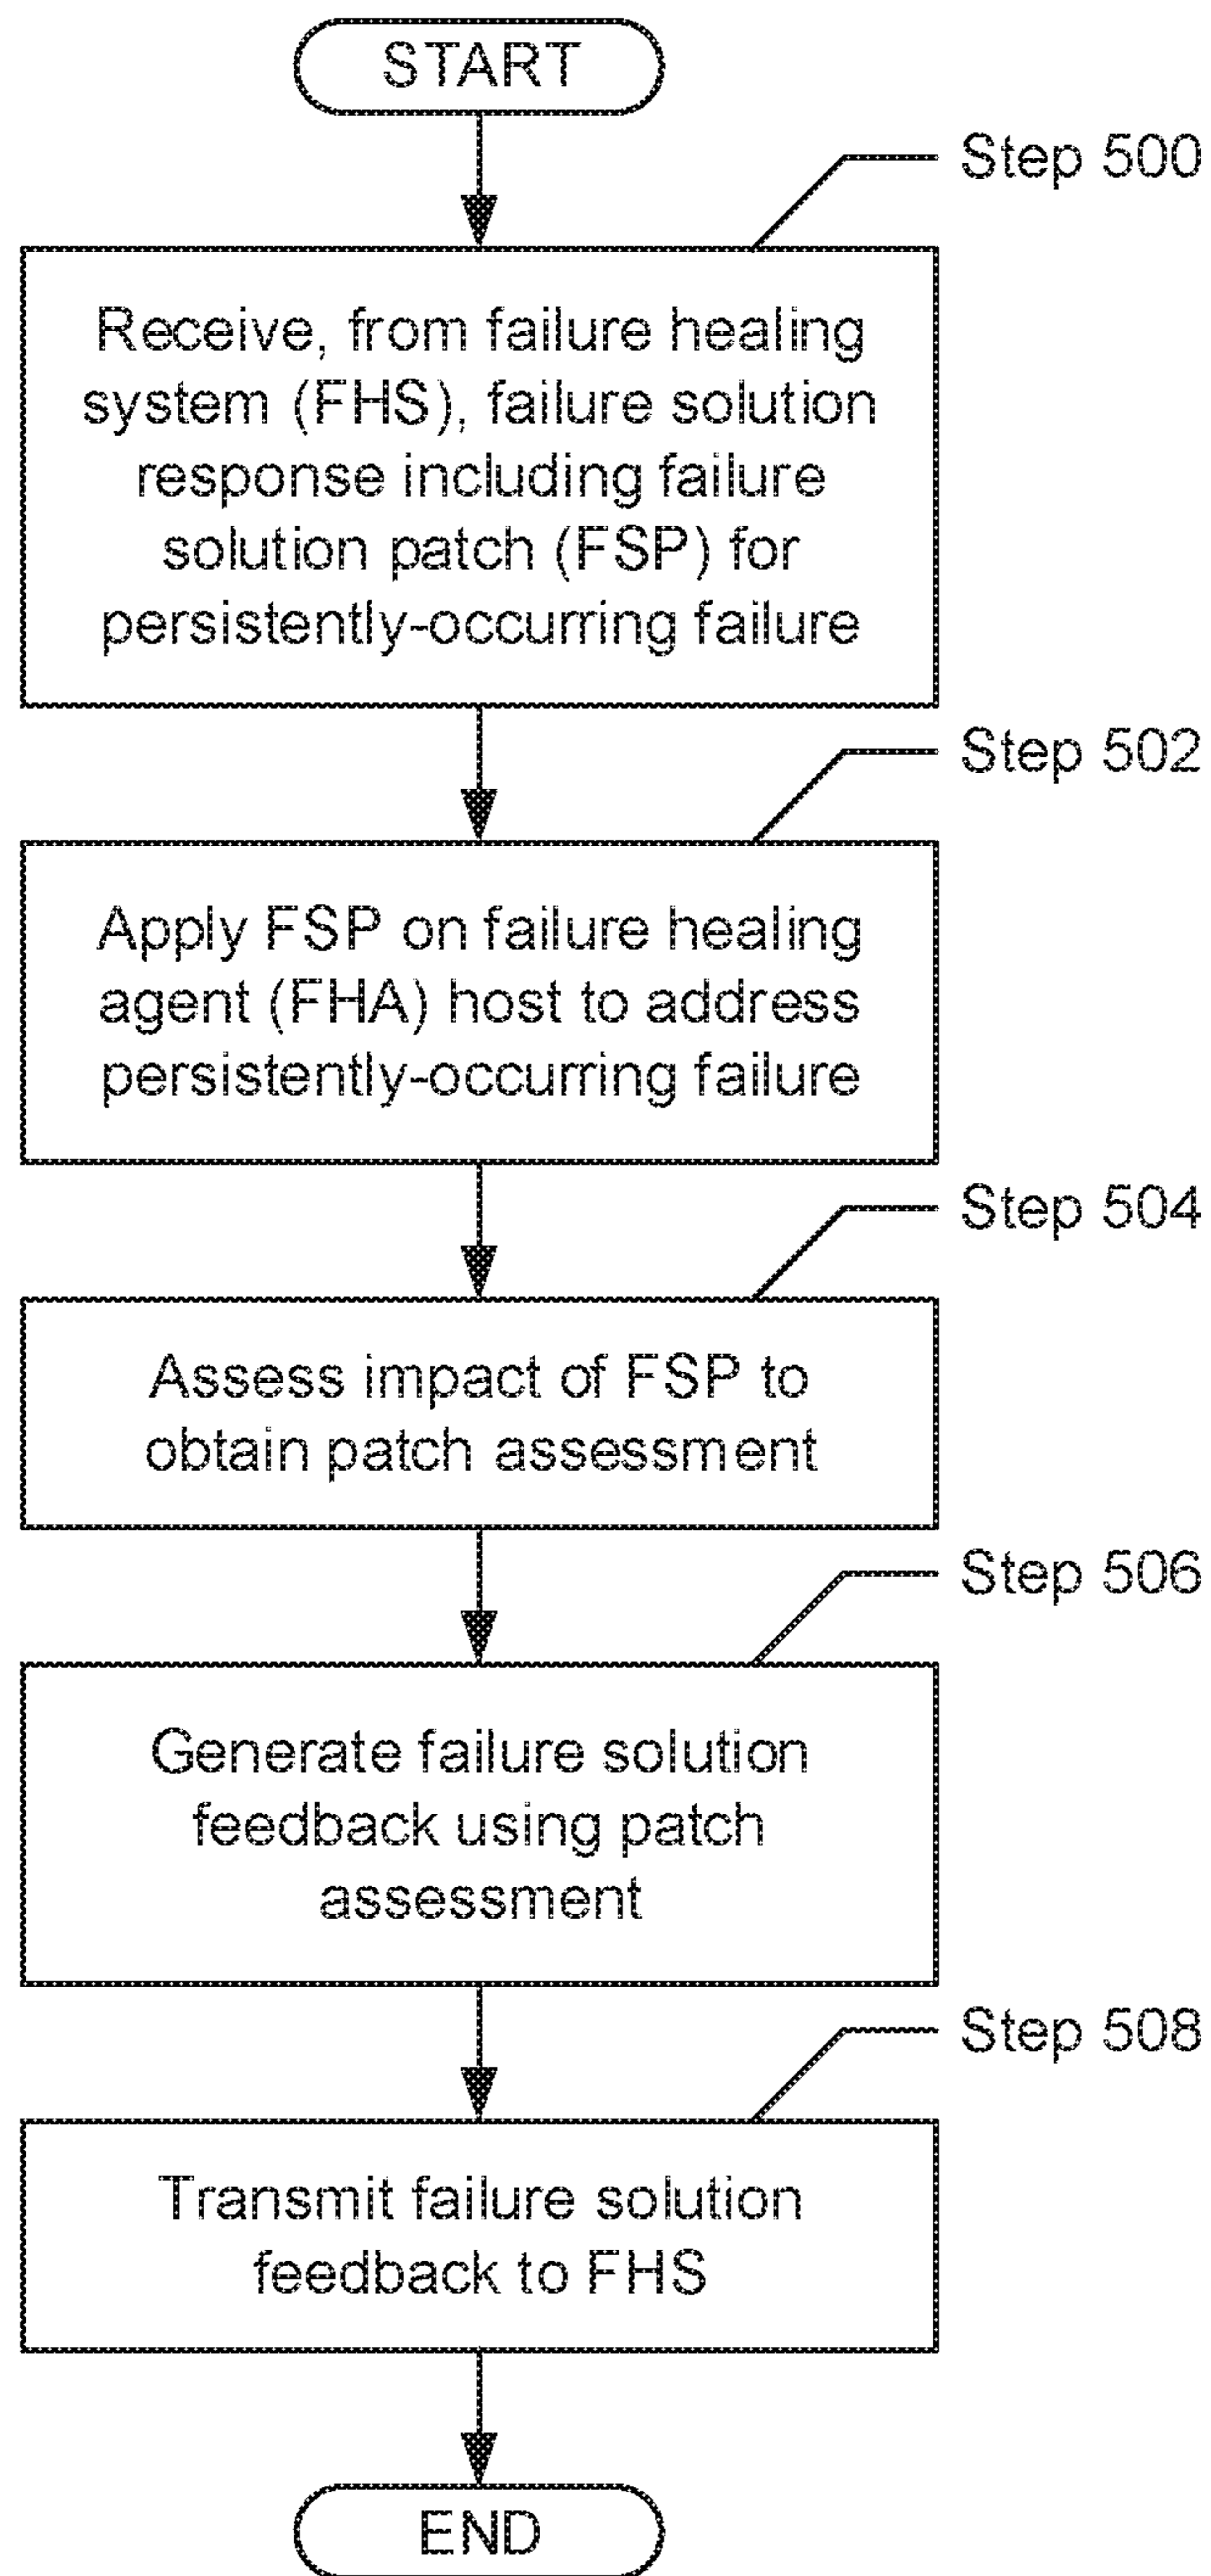 START
Step 500
Receive, from failure healing
system (FHS), failure solution
response including failure
solution patch (FSP) for
persistently-occurring failure
Step 502
Apply FSP on failure healing
agent (FHA) host to address
persistently-occurring failure
Step 504
Assess impact of FSP to
obtain patch assessment
Step 506
Generate failure solution
feedback using patch
assessment
Step 508
Transmit failure solution
feedback to FHS
END